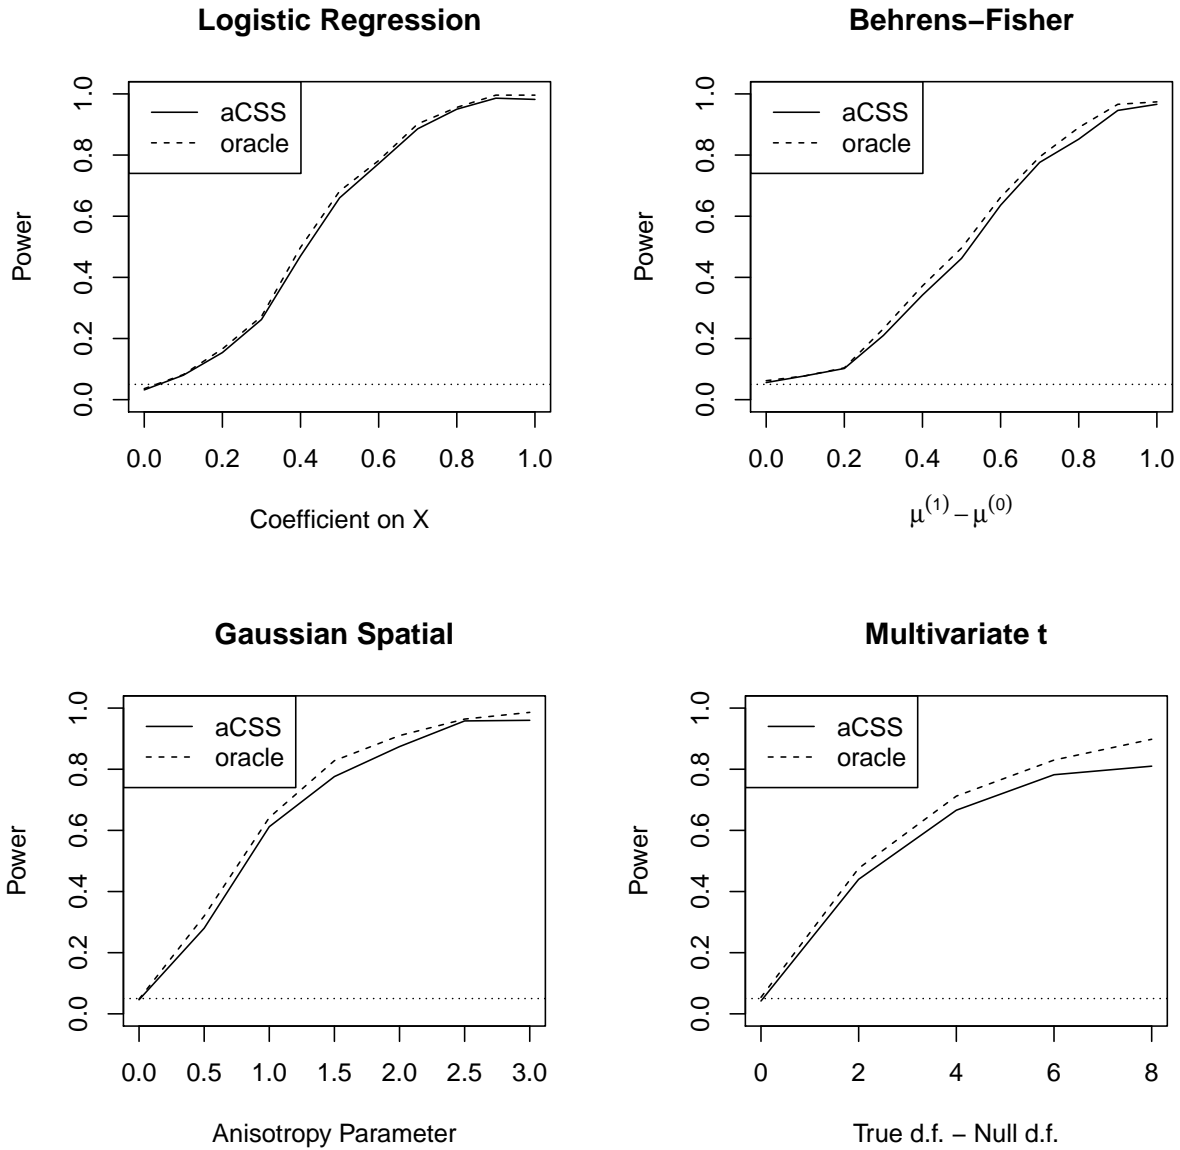 Logistic Regression
aCSS
oracle
Power
0.0 0.2 0.4 0.6 0.8 1.0
0.0 0.2 0.4 0.6 0.8 1.0
Coefficient on X
Behrens−Fisher
aCSS
oracle
Power
0.0 0.2 0.4 0.6 0.8 1.0
0.0 0.2 0.4 0.6 0.8 1.0
μ⁽¹⁾ − μ⁽⁰⁾
Gaussian Spatial
aCSS
oracle
Power
0.0 0.2 0.4 0.6 0.8 1.0
0.0 0.5 1.0 1.5 2.0 2.5 3.0
Anisotropy Parameter
Multivariate t
aCSS
oracle
Power
0.0 0.2 0.4 0.6 0.8 1.0
0 2 4 6 8
True d.f. − Null d.f.